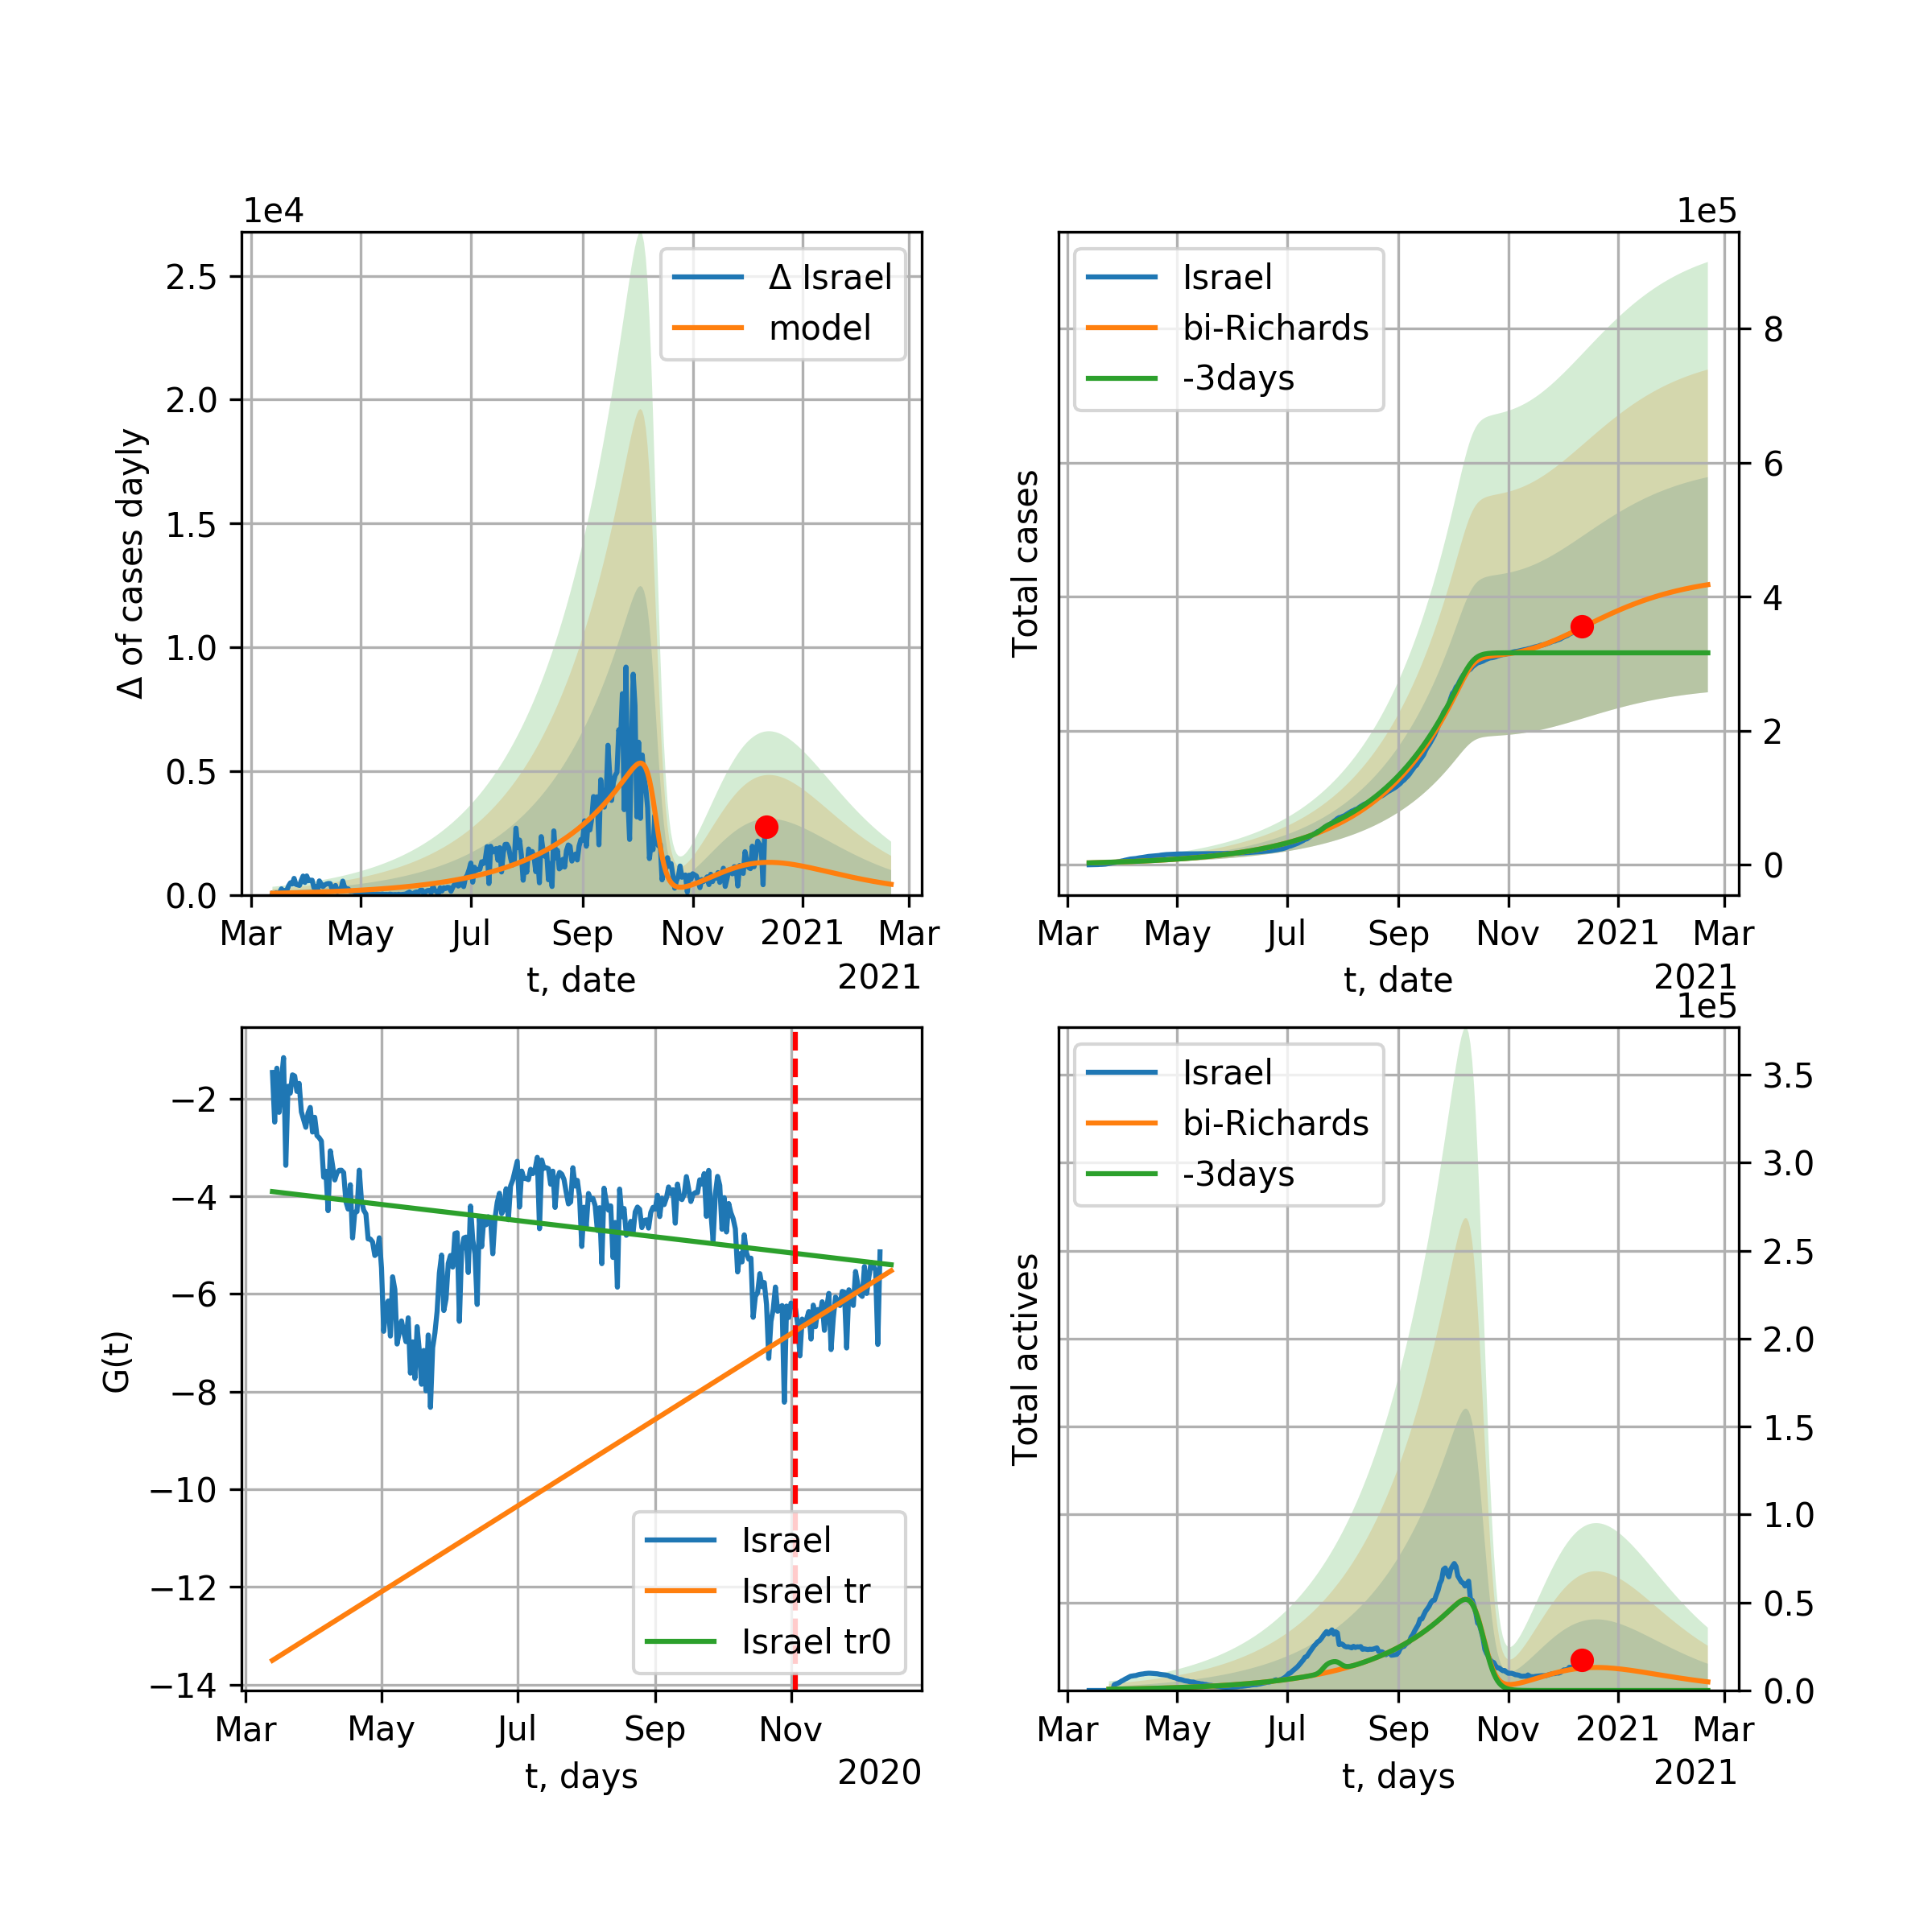 1e4
Δ of cases dayly
2.5
2.0
1.5
1.0
0.5
0.0
Δ Israel
model
Mar May Jul Sep Nov 2021 Mar
t, date
2021
1e5
Total cases
Israel
bi-Richards
-3days
8
6
4
2
0
Mar May Jul Sep Nov 2021 Mar
t, date
2021
G(t)
−2
−4
−6
−8
−10
−12
−14
Israel
Israel tr
Israel tr0
Mar May Jul Sep Nov
t, days
2020
1e5
Total actives
Israel
bi-Richards
-3days
3.5
3.0
2.5
2.0
1.5
1.0
0.5
0.0
Mar May Jul Sep Nov 2021 Mar
t, days
2021